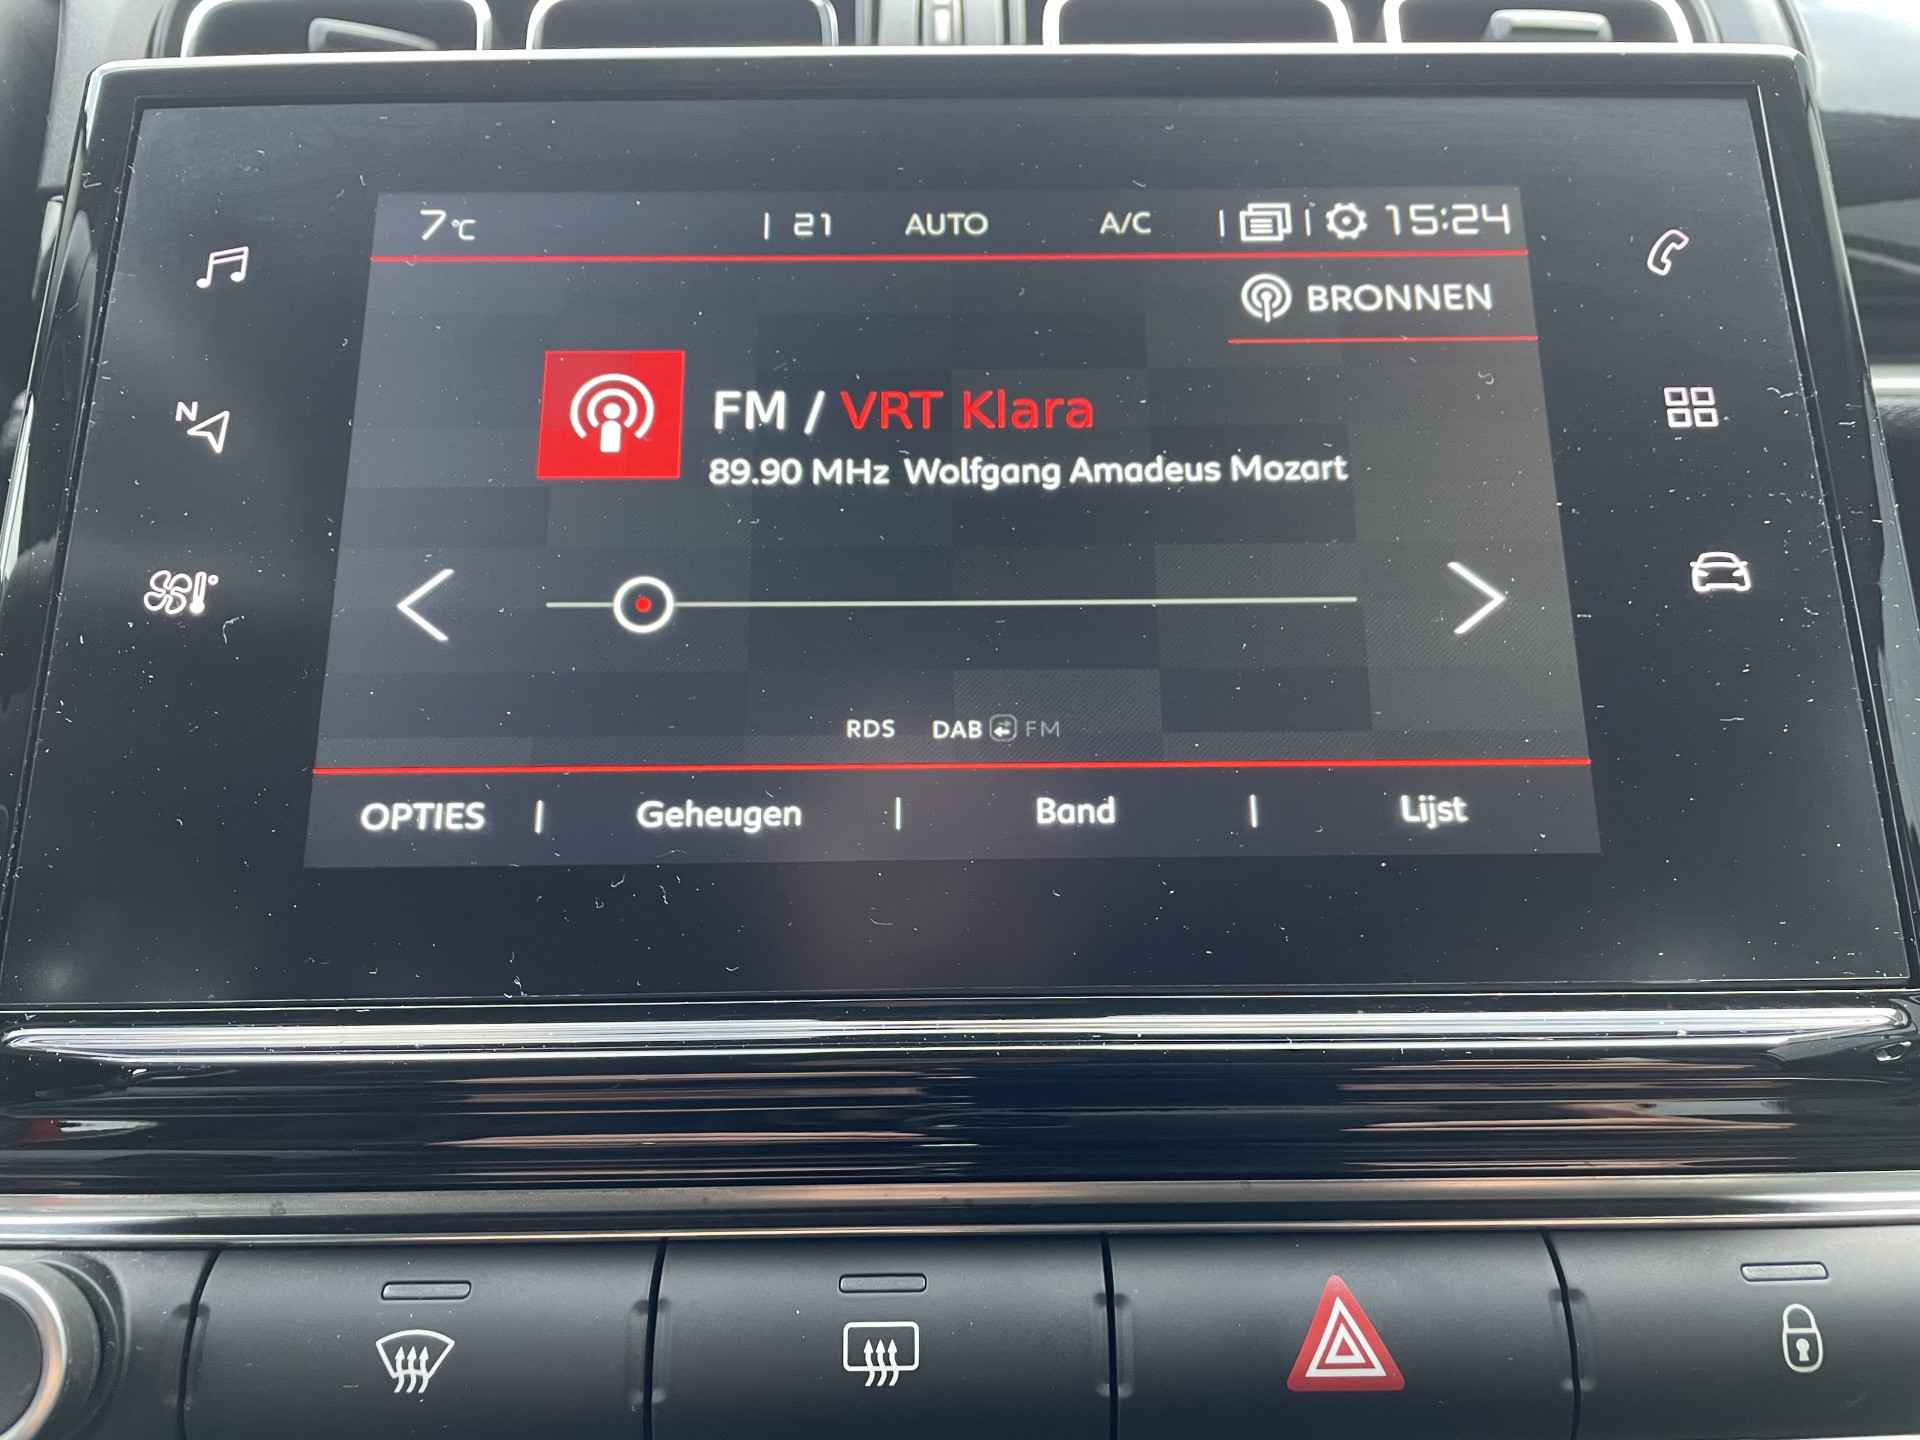 7°C | 21 AUTO A/C | | 15:24
BRONNEN
FM / VRT Klara
89.90 MHz Wolfgang Amadeus Mozart
N
RDS DAB FM
OPTIES | Geheugen | Band | Lijst